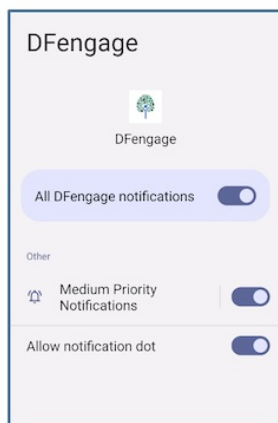 DFengage
DFengage
All DFengage notifications
Other
Medium Priority
Notifications
Allow notification dot